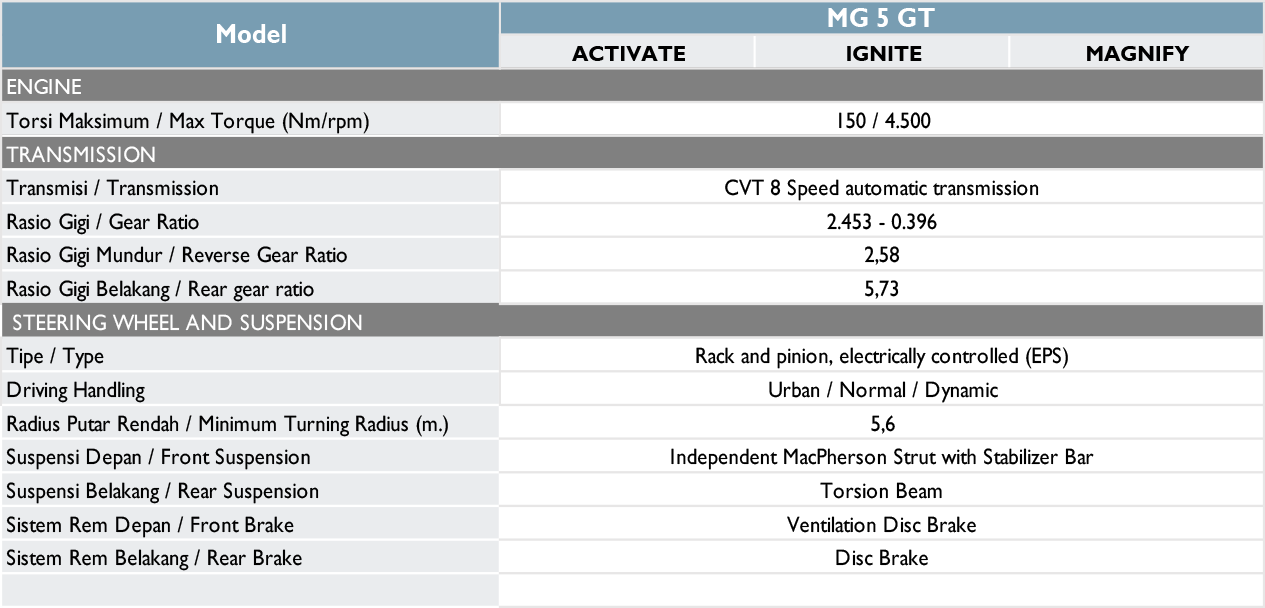 Model
MG 5 GT
ACTIVATE IGNITE MAGNIFY
ENGINE
Torsi Maksimum / Max Torque (Nm/rpm) 150 / 4.500
TRANSMISSION
Transmisi / Transmission CVT 8 Speed automatic transmission
Rasio Gigi / Gear Ratio 2.453 - 0.396
Rasio Gigi Mundur / Reverse Gear Ratio 2,58
Rasio Gigi Belakang / Rear gear ratio 5,73
STEERING WHEEL AND SUSPENSION
Tipe / Type Rack and pinion, electrically controlled (EPS)
Driving Handling Urban / Normal / Dynamic
Radius Putar Rendah / Minimum Turning Radius (m.) 5,6
Suspensi Depan / Front Suspension Independent MacPherson Strut with Stabilizer Bar
Suspensi Belakang / Rear Suspension Torsion Beam
Sistem Rem Depan / Front Brake Ventilation Disc Brake
Sistem Rem Belakang / Rear Brake Disc Brake